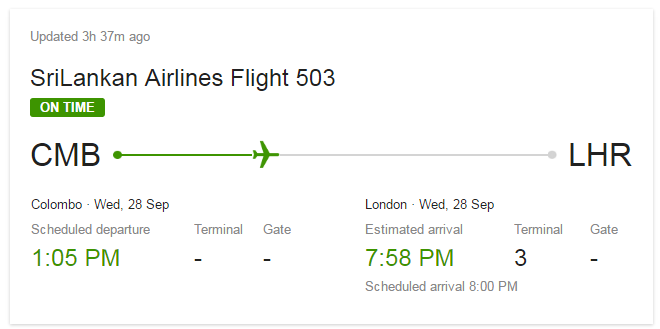 Updated 3h 37m ago
SriLankan Airlines Flight 503
ON TIME
CMB LHR
Colombo · Wed, 28 Sep
Scheduled departure Terminal Gate
1:05 PM - -
London · Wed, 28 Sep
Estimated arrival Terminal Gate
7:58 PM 3 -
Scheduled arrival 8:00 PM